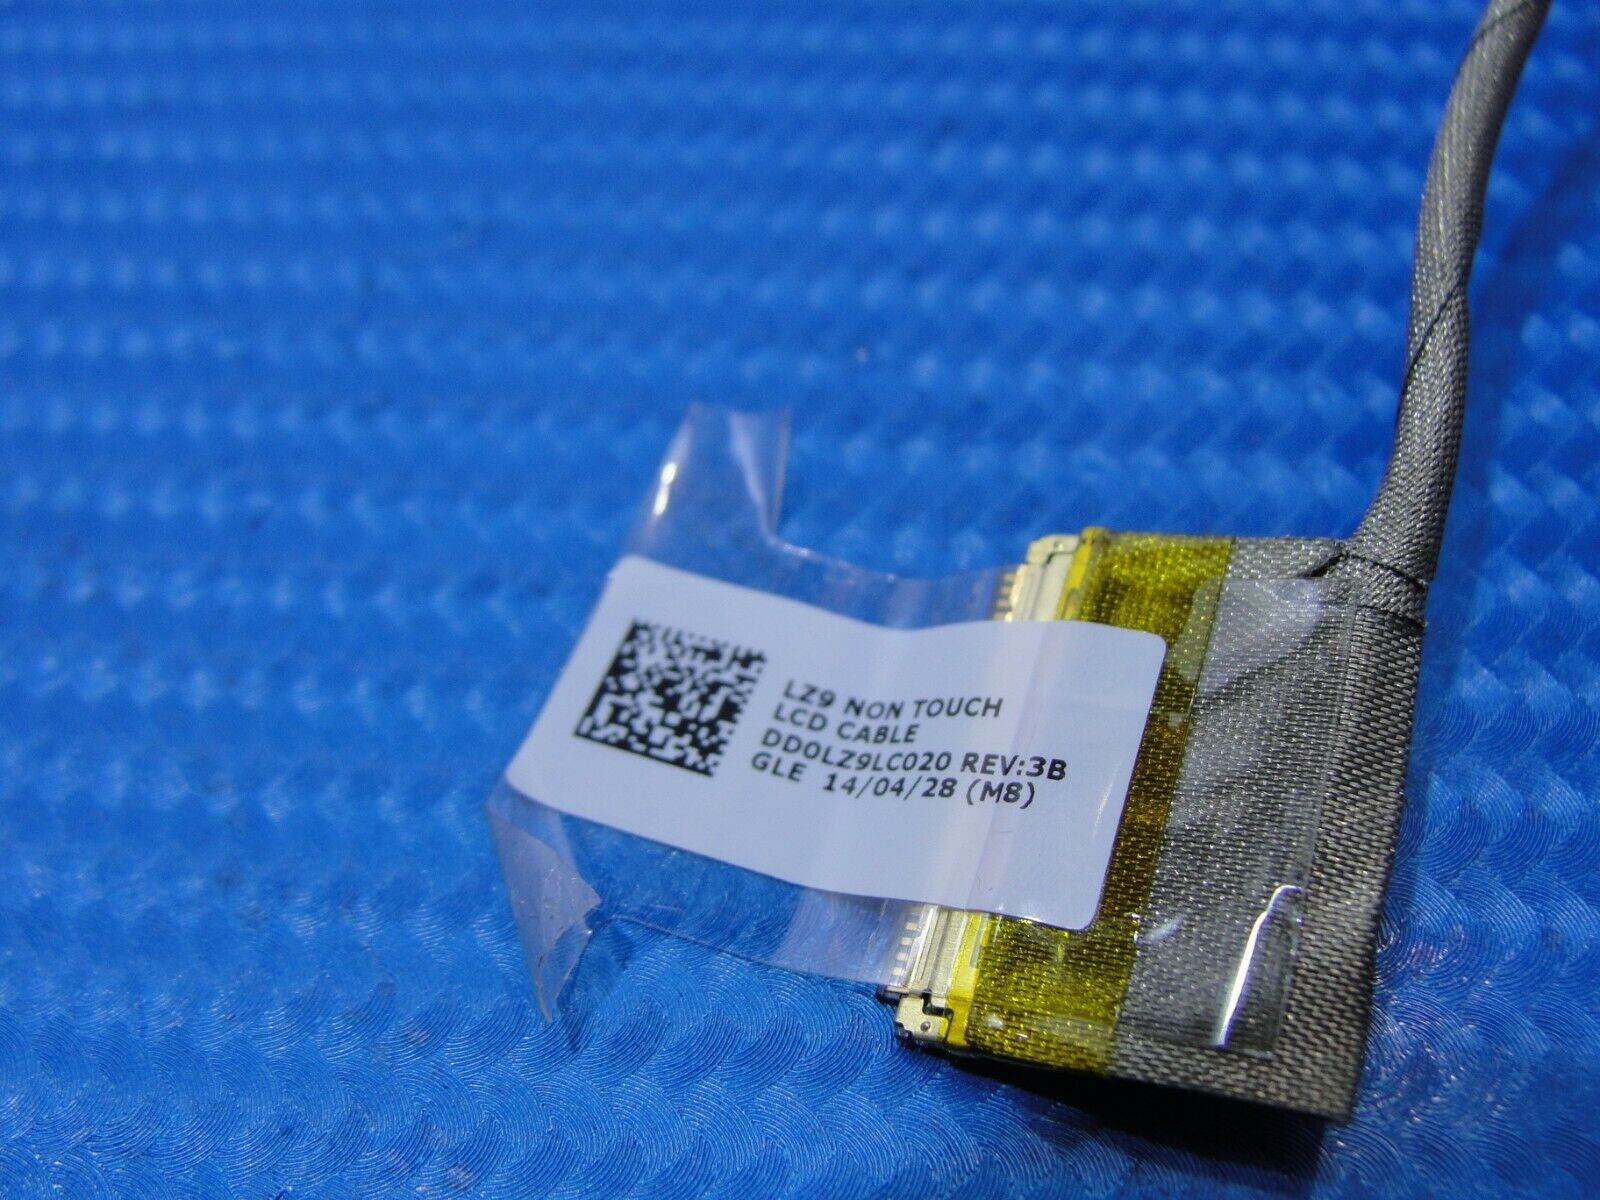 LZ9 NON TOUCH
LCD CABLE
DD0LZ9LC020 REV:3B
GLE 14/04/28 (M8)